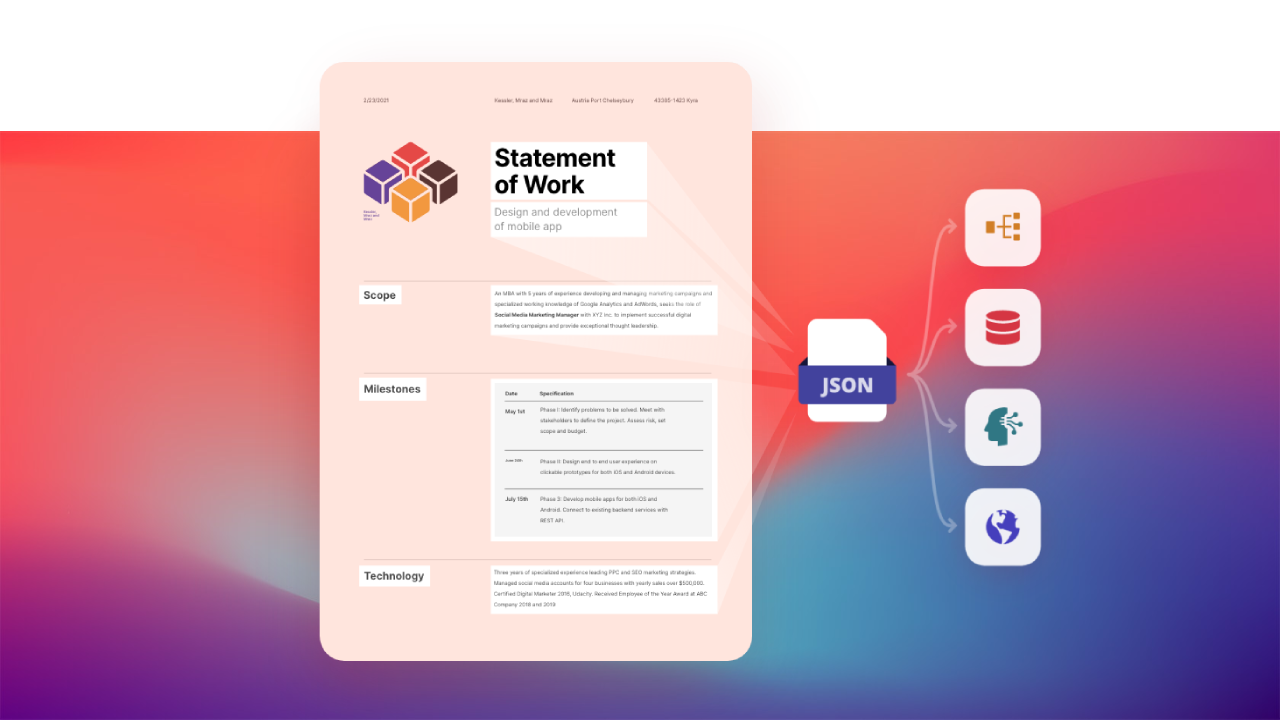 2/23/2021
Kessler, Mraz and Mraz
Austria Port Chelseybury
43385-1420 Kyra
Statement
of Work
Design and development
of mobile app
Scope
An MBA with 5 years of experience developing and managing marketing campaigns and
specialized working knowledge of Google Analytics and AdWords, seeks the role of
Social Media Marketing Manager with XYZ Inc. to implement successful digital
marketing campaigns and provide exceptional thought leadership.
Milestones
Date Specification
May 1st Phase I: Identify problems to be solved. Meet with
stakeholders to define the project. Assess risk, set
scope and budget.
Phase II: Design end to end user experience on
clickable prototypes for both iOS and Android devices.
July 15th Phase 3: Develop mobile apps for both iOS and
Android. Connect to existing backend services with
REST API
Technology
Three years of specialized experience leading PPC and SEO marketing strategies.
Managed social media accounts for four businesses with yearly sales over $500,000.
Certified Digital Marketer 2016, Udacity. Received Employee of the Year Award at ABC
Company 2018 and 2019
JSON